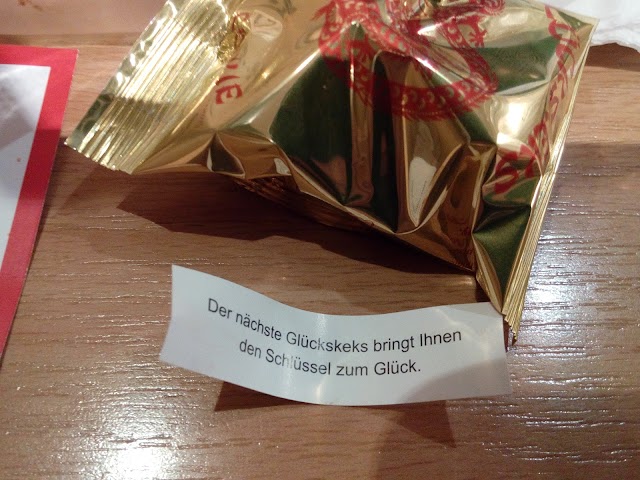 Der nächste Glückskeks bringt Ihnen
den Schlüssel zum Glück.